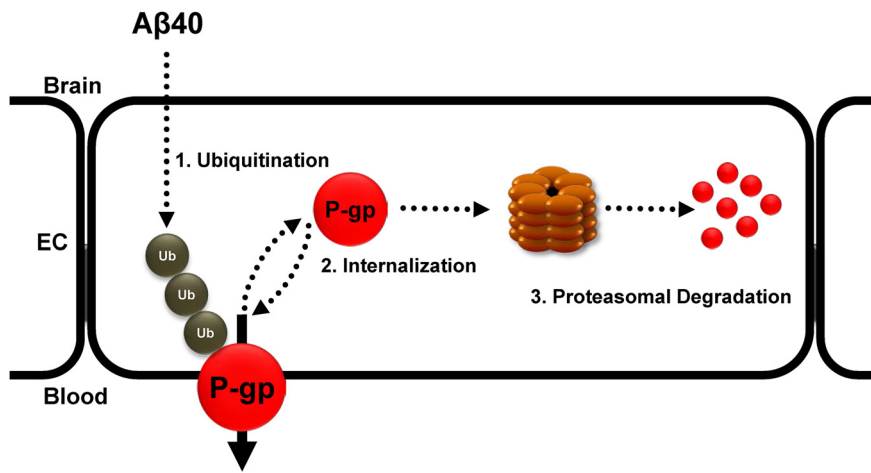 Aβ40
Brain
1. Ubiquitination
P-gp
EC
Ub
2. Internalization
Ub
3. Proteasomal Degradation
Ub
P-gp
Blood